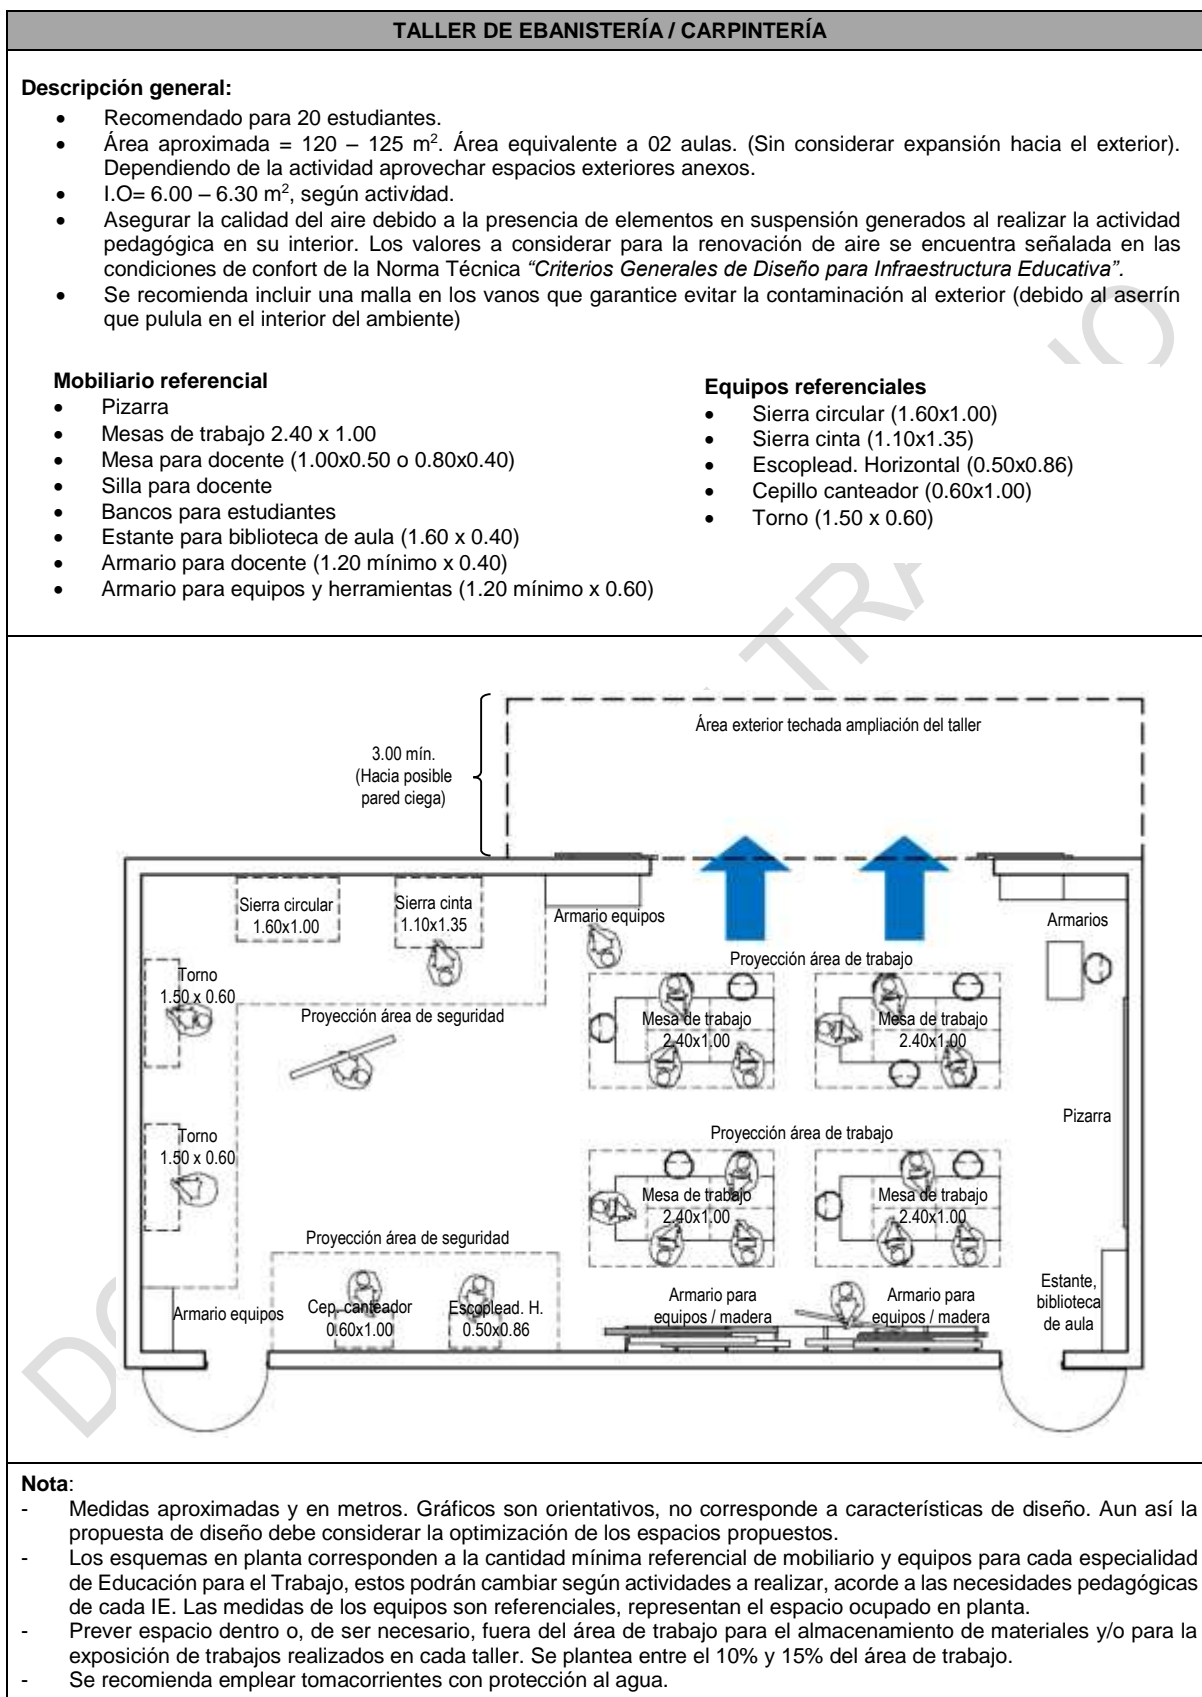 TALLER DE EBANISTERÍA / CARPINTERÍA
Descripción general:
• Recomendado para 20 estudiantes.
• Área aproximada = 120 – 125 m². Área equivalente a 02 aulas. (Sin considerar expansión hacia el exterior).
Dependiendo de la actividad aprovechar espacios exteriores anexos.
• I.O= 6.00 – 6.30 m², según actividad.
• Asegurar la calidad del aire debido a la presencia de elementos en suspensión generados al realizar la actividad
pedagógica en su interior. Los valores a considerar para la renovación de aire se encuentra señalada en las
condiciones de confort de la Norma Técnica “Criterios Generales de Diseño para Infraestructura Educativa”.
• Se recomienda incluir una malla en los vanos que garantice evitar la contaminación al exterior (debido al aserrín
que pulula en el interior del ambiente)
Mobiliario referencial
• Pizarra
• Mesas de trabajo 2.40 x 1.00
• Mesa para docente (1.00x0.50 o 0.80x0.40)
• Silla para docente
• Bancos para estudiantes
• Estante para biblioteca de aula (1.60 x 0.40)
• Armario para docente (1.20 mínimo x 0.40)
• Armario para equipos y herramientas (1.20 mínimo x 0.60)
Equipos referenciales
• Sierra circular (1.60x1.00)
• Sierra cinta (1.10x1.35)
• Escoplead. Horizontal (0.50x0.86)
• Cepillo canteador (0.60x1.00)
• Torno (1.50 x 0.60)
Área exterior techada ampliación del taller
3.00 mín.
(Hacia posible
pared ciega)
Sierra circular
1.60x1.00
Sierra cinta
1.10x1.35
Armario equipos
Armarios
Torno
1.50 x 0.60
Proyección área de seguridad
Proyección área de trabajo
Mesa de trabajo
2.40x1.00
Mesa de trabajo
2.40x1.00
Pizarra
Torno
1.50 x 0.60
Proyección área de trabajo
Mesa de trabajo
2.40x1.00
Mesa de trabajo
2.40x1.00
Proyección área de seguridad
Armario equipos
Cep. canteador
0.60x1.00
Escoplead. H.
0.50x0.86
Armario para
equipos / madera
Armario para
equipos / madera
Estante,
biblioteca
de aula
Nota:
- Medidas aproximadas y en metros. Gráficos son orientativos, no corresponde a características de diseño. Aun así la
propuesta de diseño debe considerar la optimización de los espacios propuestos.
- Los esquemas en planta corresponden a la cantidad mínima referencial de mobiliario y equipos para cada especialidad
de Educación para el Trabajo, estos podrán cambiar según actividades a realizar, acorde a las necesidades pedagógicas
de cada IE. Las medidas de los equipos son referenciales, representan el espacio ocupado en planta.
- Prever espacio dentro o, de ser necesario, fuera del área de trabajo para el almacenamiento de materiales y/o para la
exposición de trabajos realizados en cada taller. Se plantea entre el 10% y 15% del área de trabajo.
- Se recomienda emplear tomacorrientes con protección al agua.